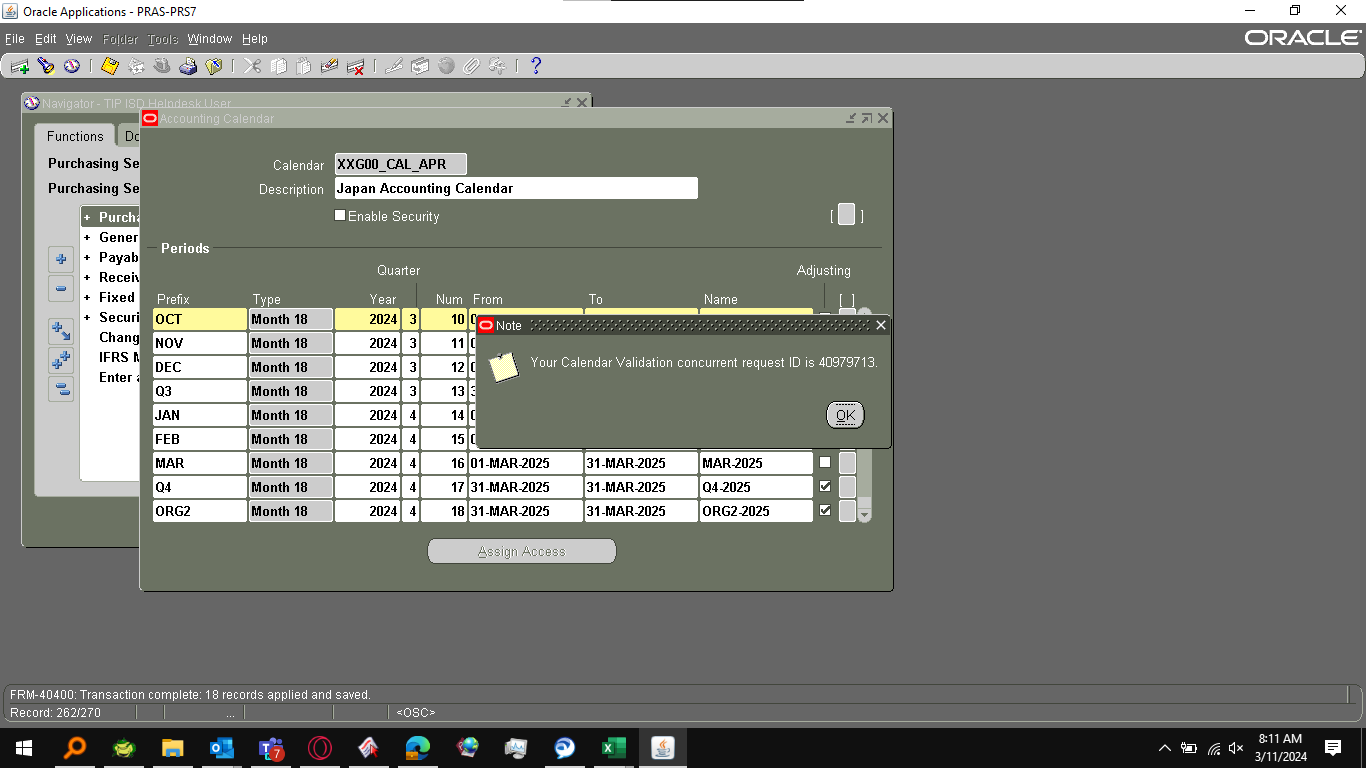 Oracle Applications - PRAS-PRS7
File Edit View Folder Tools Window Help
ORACLE
Navigator - TIP ISD Helpdesk User
Accounting Calendar
Functions
Purchasing Se
Purchasing Se
+ Purcha
+ Gener
+ Payab
+ Receiv
+ Fixed
+ Securi
Chang
IFRS M
Enter a
Calendar XXG00_CAL_APR
Description Japan Accounting Calendar
Enable Security
[ ]
Periods
Quarter Adjusting
Prefix Type Year Num From To Name [ ]
OCT Month 18 2024 3 10
NOV Month 18 2024 3 11
DEC Month 18 2024 3 12
Q3 Month 18 2024 3 13
JAN Month 18 2024 4 14
FEB Month 18 2024 4 15
MAR Month 18 2024 4 16 01-MAR-2025 31-MAR-2025 MAR-2025
Q4 Month 18 2024 4 17 31-MAR-2025 31-MAR-2025 Q4-2025
ORG2 Month 18 2024 4 18 31-MAR-2025 31-MAR-2025 ORG2-2025
Assign Access
Note
Your Calendar Validation concurrent request ID is 40979713.
OK
FRM-40400: Transaction complete: 18 records applied and saved.
Record: 262/270 ... <OSC>
7
8:11 AM
3/11/2024